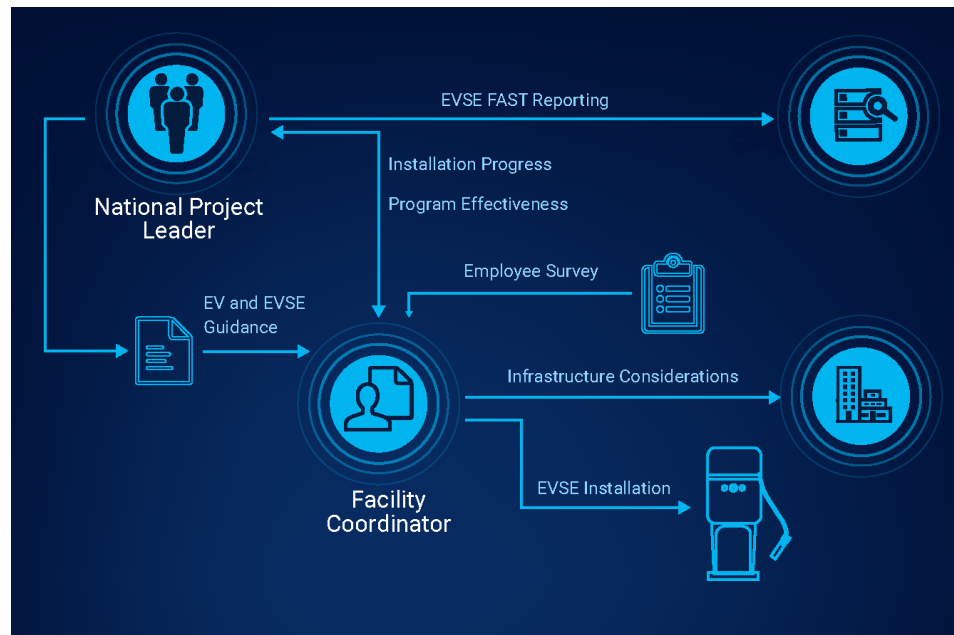 EVSE FAST Reporting
Installation Progress
Program Effectiveness
National Project
Leader
Employee Survey
EV and EVSE
Guidance
Infrastructure Considerations
EVSE Installation
Facility
Coordinator